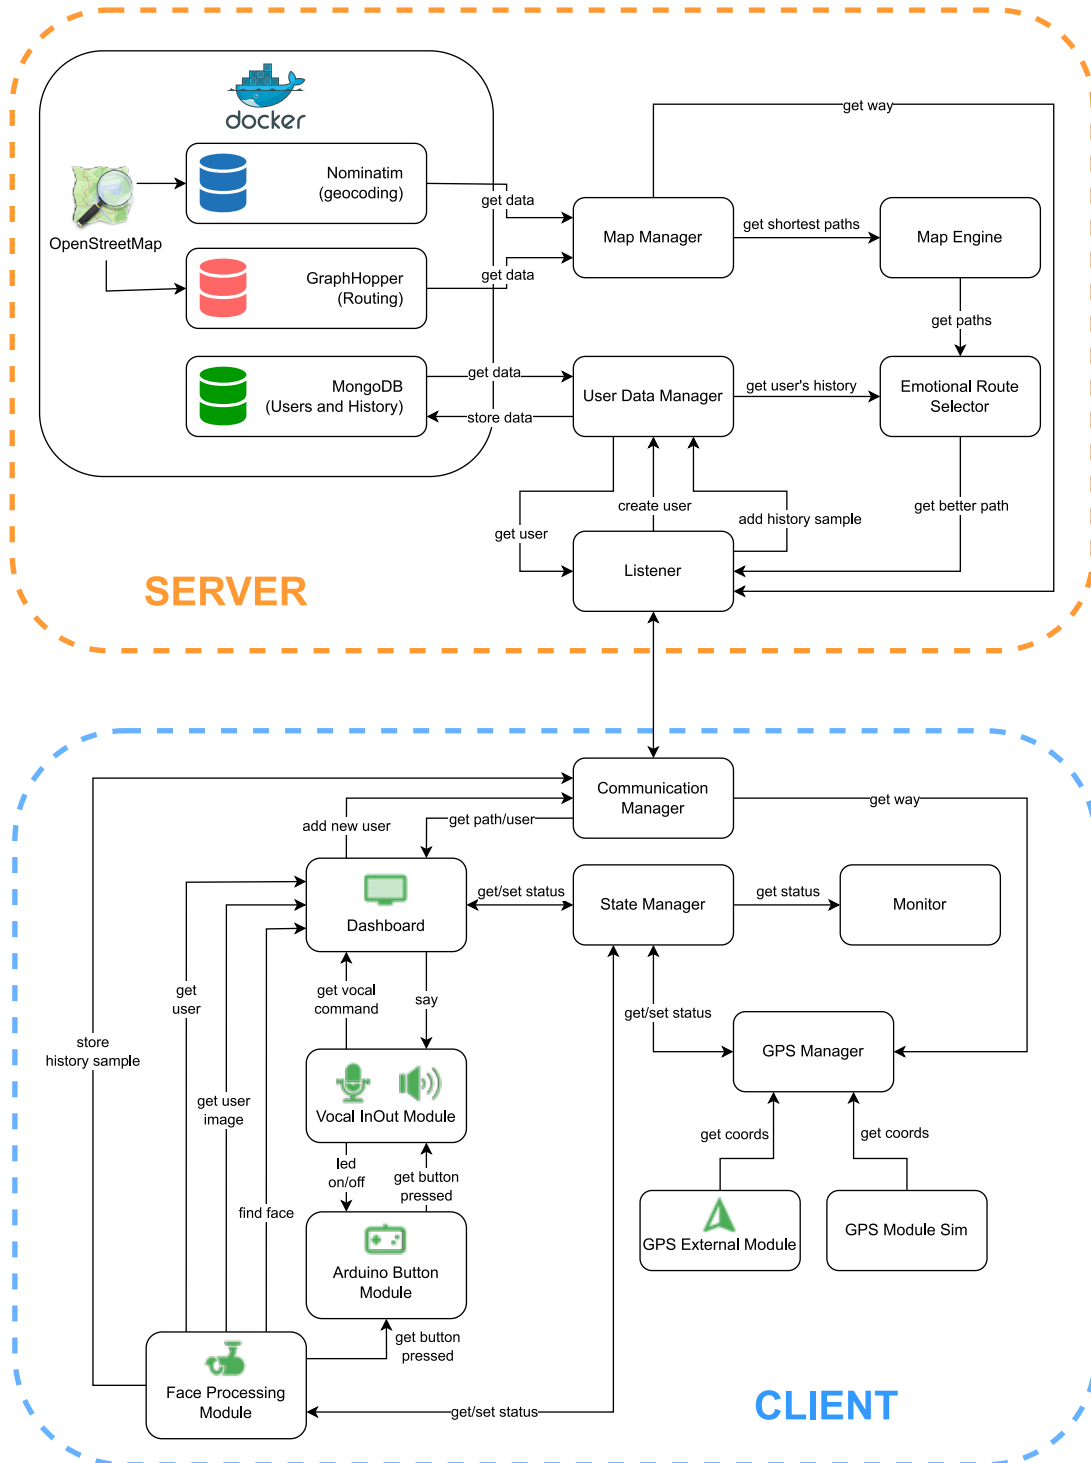 docker
get way
Nominatim
(geocoding)
get data
OpenStreetMap
Map Manager
get shortest paths
Map Engine
GraphHopper
(Routing)
get data
get paths
MongoDB
(Users and History)
get data
store data
User Data Manager
get user's history
Emotional Route
Selector
get user
create user
add history sample
get better path
Listener
SERVER
Communication
Manager
get way
add new user
get path/user
Dashboard
get/set status
State Manager
get status
Monitor
get
user
get vocal
command
say
get/set status
store
history sample
GPS Manager
get user
image
Vocal InOut Module
get coords
get coords
led
on/off
get button
pressed
find face
GPS External Module
GPS Module Sim
Arduino Button
Module
get button
pressed
Face Processing
Module
get/set status
CLIENT